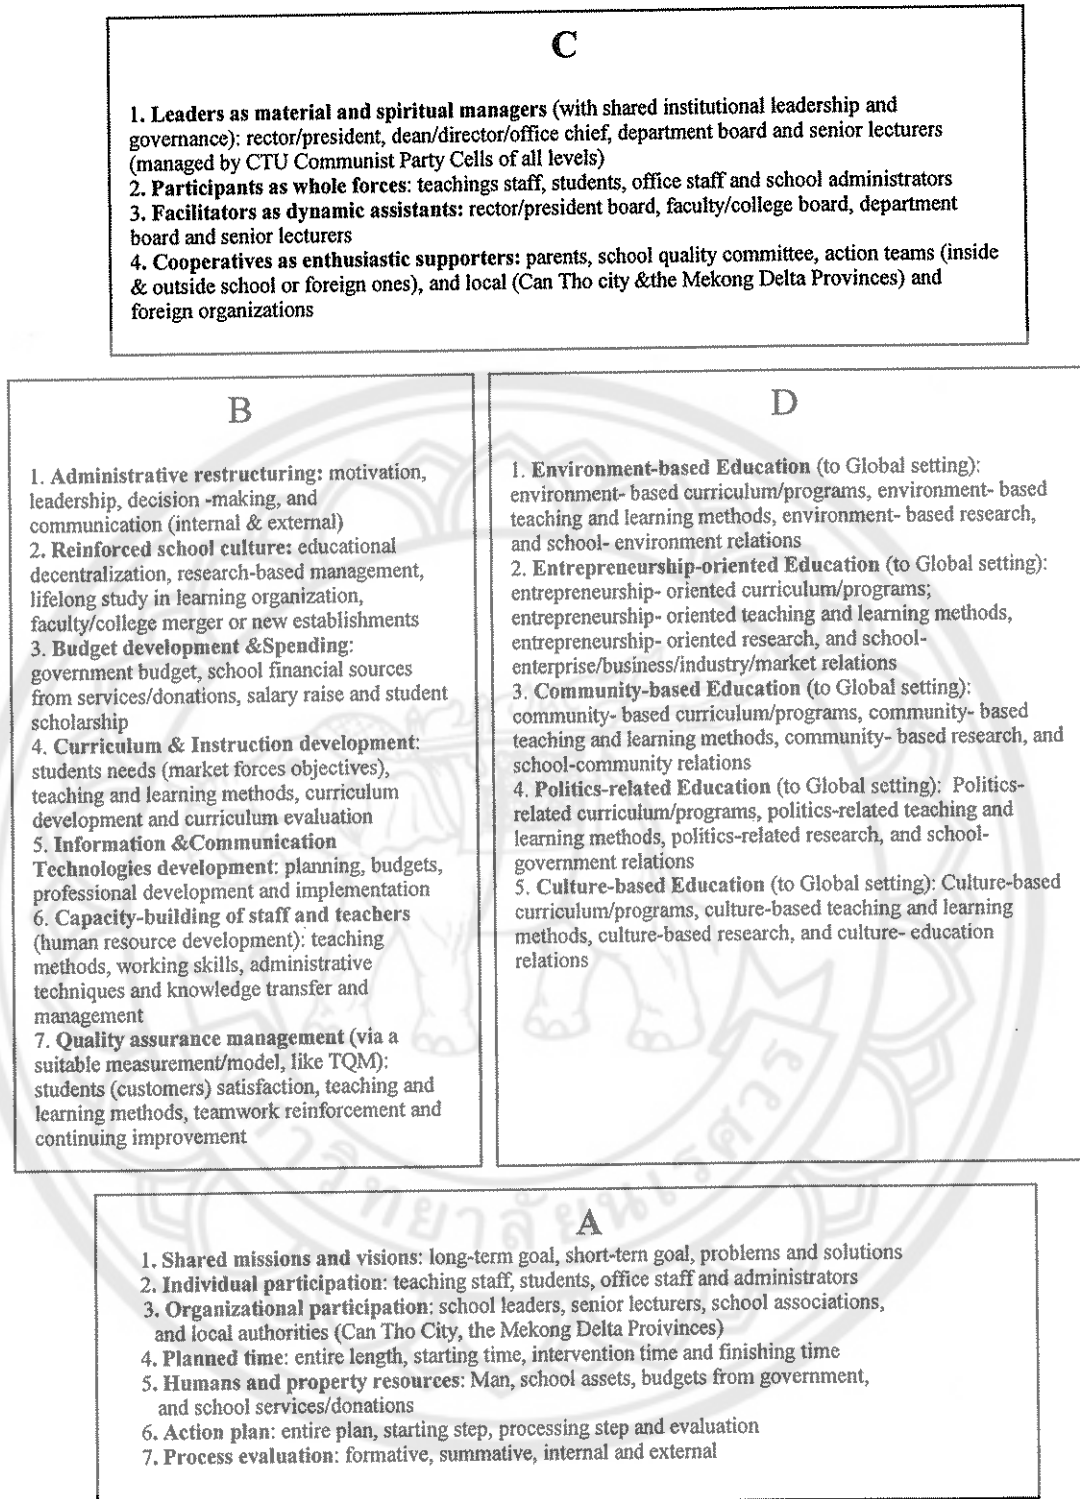 C
1. Leaders as material and spiritual managers (with shared institutional leadership and
governance): rector/president, dean/director/office chief, department board and senior lecturers
(managed by CTU Communist Party Cells of all levels)
2. Participants as whole forces: teachings staff, students, office staff and school administrators
3. Facilitators as dynamic assistants: rector/president board, faculty/college board, department
board and senior lecturers
4. Cooperatives as enthusiastic supporters: parents, school quality committee, action teams (inside
& outside school or foreign ones), and local (Can Tho city &the Mekong Delta Provinces) and
foreign organizations
B
1. Administrative restructuring: motivation,
leadership, decision -making, and
communication (internal & external)
2. Reinforced school culture: educational
decentralization, research-based management,
lifelong study in learning organization,
faculty/college merger or new establishments
3. Budget development &Spending:
government budget, school financial sources
from services/donations, salary raise and student
scholarship
4. Curriculum & Instruction development:
students needs (market forces objectives),
teaching and learning methods, curriculum
development and curriculum evaluation
5. Information &Communication
Technologies development: planning, budgets,
professional development and implementation
6. Capacity-building of staff and teachers
(human resource development): teaching
methods, working skills, administrative
techniques and knowledge transfer and
management
7. Quality assurance management (via a
suitable measurement/model, like TQM):
students (customers) satisfaction, teaching and
learning methods, teamwork reinforcement and
continuing improvement
D
1. Environment-based Education (to Global setting):
environment- based curriculum/programs, environment- based
teaching and learning methods, environment- based research,
and school- environment relations
2. Entrepreneurship-oriented Education (to Global setting):
entrepreneurship- oriented curriculum/programs;
entrepreneurship- oriented teaching and learning methods,
entrepreneurship- oriented research, and school-
enterprise/business/industry/market relations
3. Community-based Education (to Global setting):
community- based curriculum/programs, community- based
teaching and learning methods, community- based research, and
school-community relations
4. Politics-related Education (to Global setting): Politics-
related curriculum/programs, politics-related teaching and
learning methods, politics-related research, and school-
government relations
5. Culture-based Education (to Global setting): Culture-based
curriculum/programs, culture-based teaching and learning
methods, culture-based research, and culture- education
relations
A
1. Shared missions and visions: long-term goal, short-tern goal, problems and solutions
2. Individual participation: teaching staff, students, office staff and administrators
3. Organizational participation: school leaders, senior lecturers, school associations,
and local authorities (Can Tho City, the Mekong Delta Proivinces)
4. Planned time: entire length, starting time, intervention time and finishing time
5. Humans and property resources: Man, school assets, budgets from government,
and school services/donations
6. Action plan: entire plan, starting step, processing step and evaluation
7. Process evaluation: formative, summative, internal and external